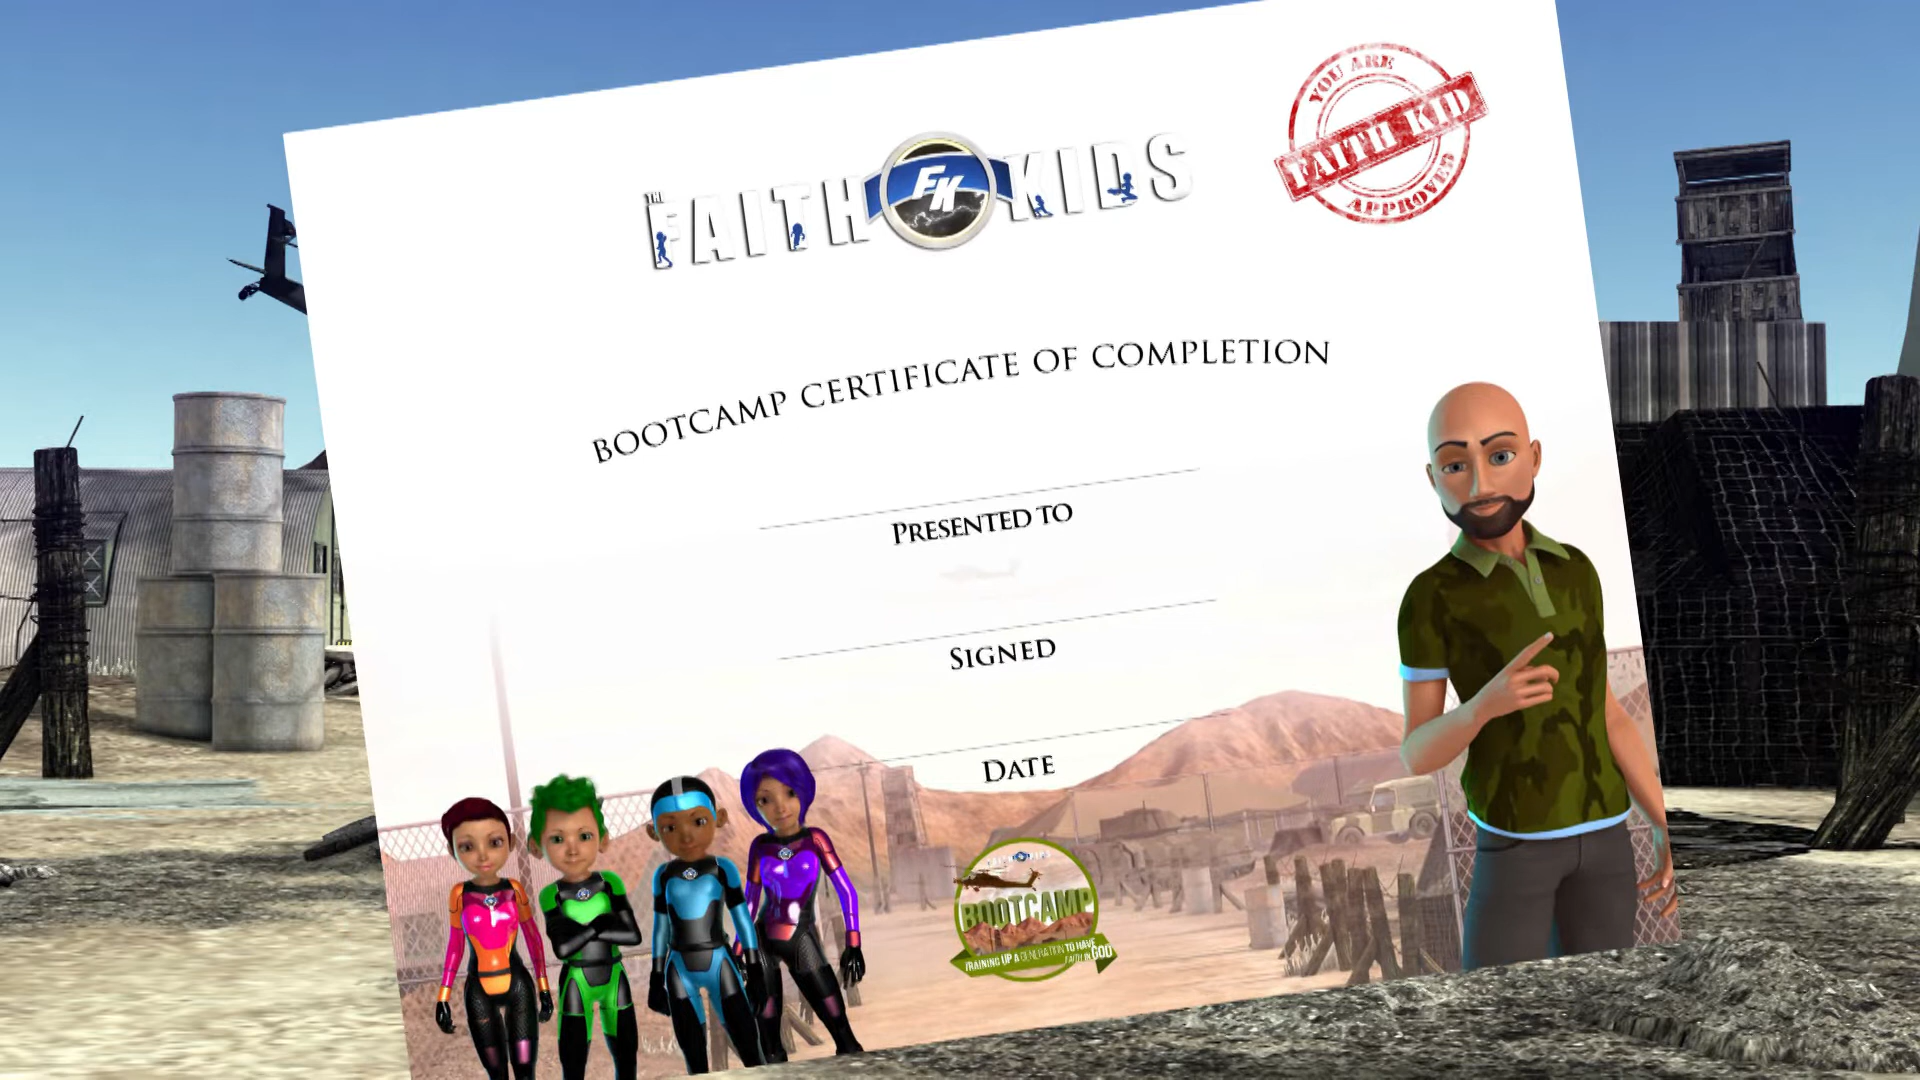 THE
FAITH FK KIDS
YOU ARE
FAITH KID
APPROVED
BOOTCAMP CERTIFICATE OF COMPLETION
PRESENTED TO
SIGNED
DATE
BOOTCAMP
TRAINING UP A GENERATION TO HAVE
FAITH IN GOD